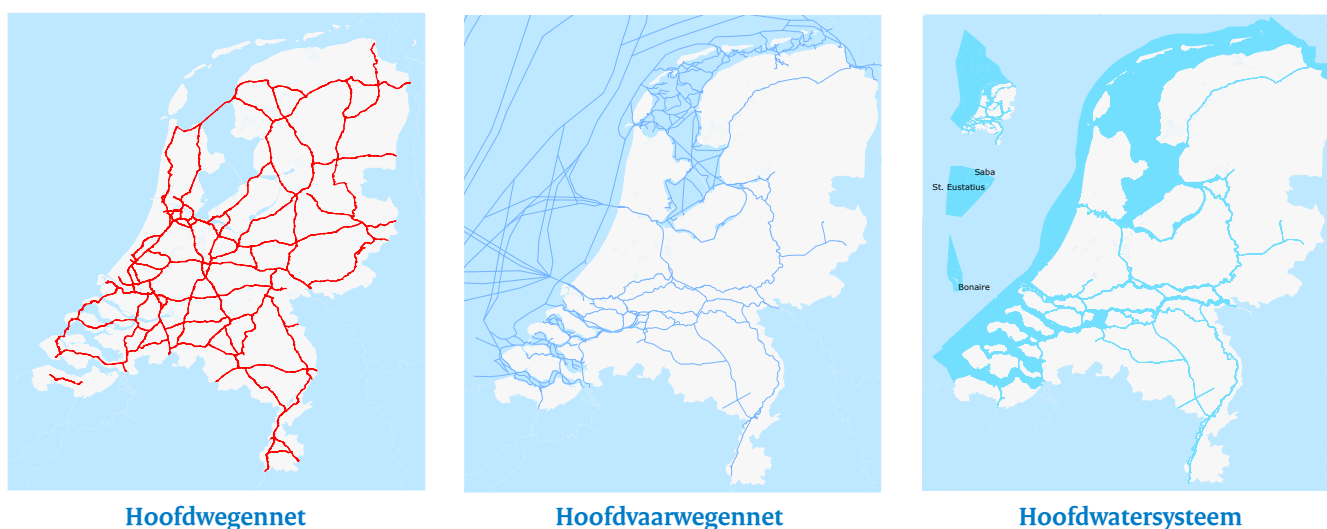 Saba
St. Eustatius
Bonaire
Hoofdwegennet
Hoofdvaarwegennet
Hoofdwatersysteem